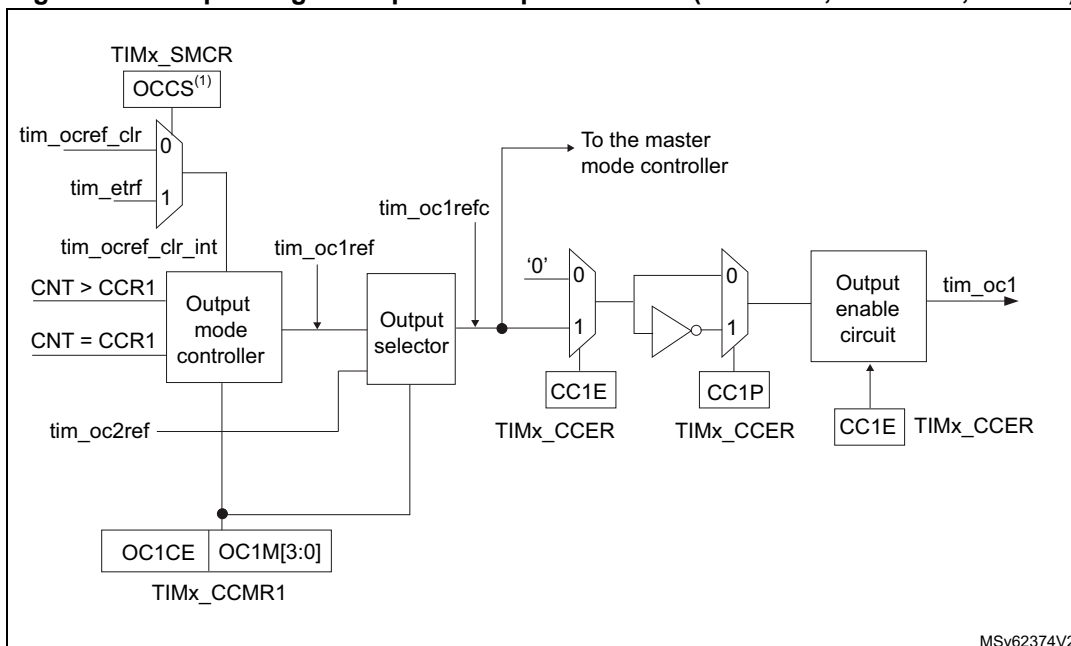 TIMx_SMCR
OCCS(1)
tim_ocref_clr
0
tim_etrf
1
tim_ocref_clr_int
CNT > CCR1
CNT = CCR1
Output
mode
controller
tim_oc1ref
tim_oc2ref
Output
selector
tim_oc1refc
To the master
mode controller
'0'
0
1
CC1E
TIMx_CCER
0
1
CC1P
TIMx_CCER
Output
enable
circuit
tim_oc1
CC1E
TIMx_CCER
OC1CE
OC1M[3:0]
TIMx_CCMR1
MSv62374V2